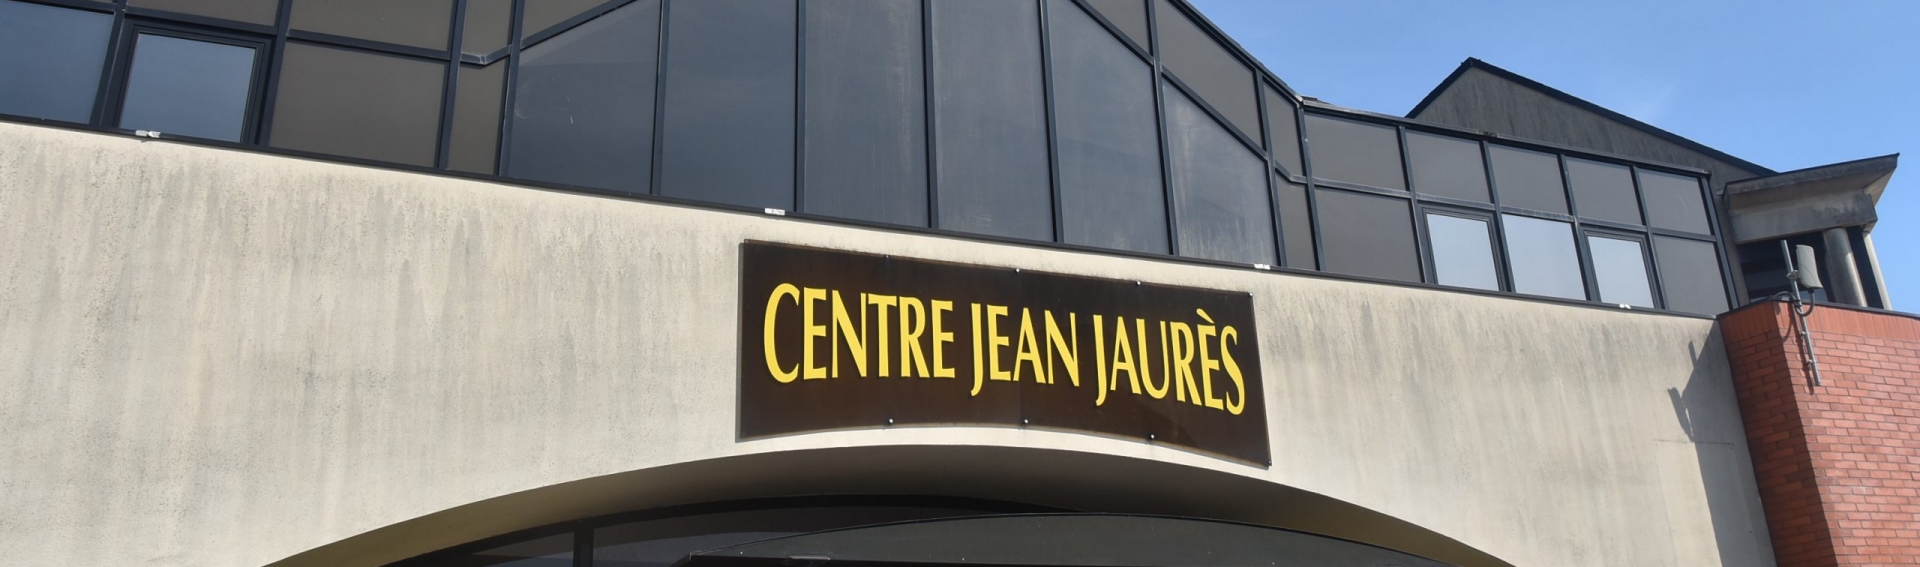 CENTRE JEAN JAURÈS